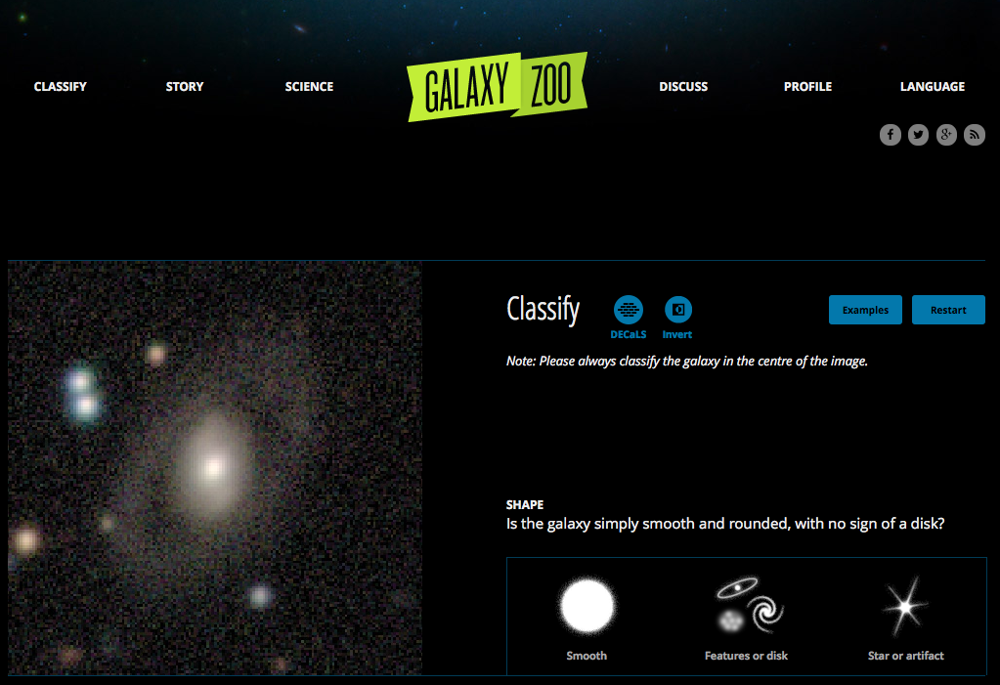 CLASSIFY STORY SCIENCE GALAXY ZOO DISCUSS PROFILE LANGUAGE
Classify
DECaLS Invert
Examples Restart
Note: Please always classify the galaxy in the centre of the image.
SHAPE
Is the galaxy simply smooth and rounded, with no sign of a disk?
Smooth Features or disk Star or artifact